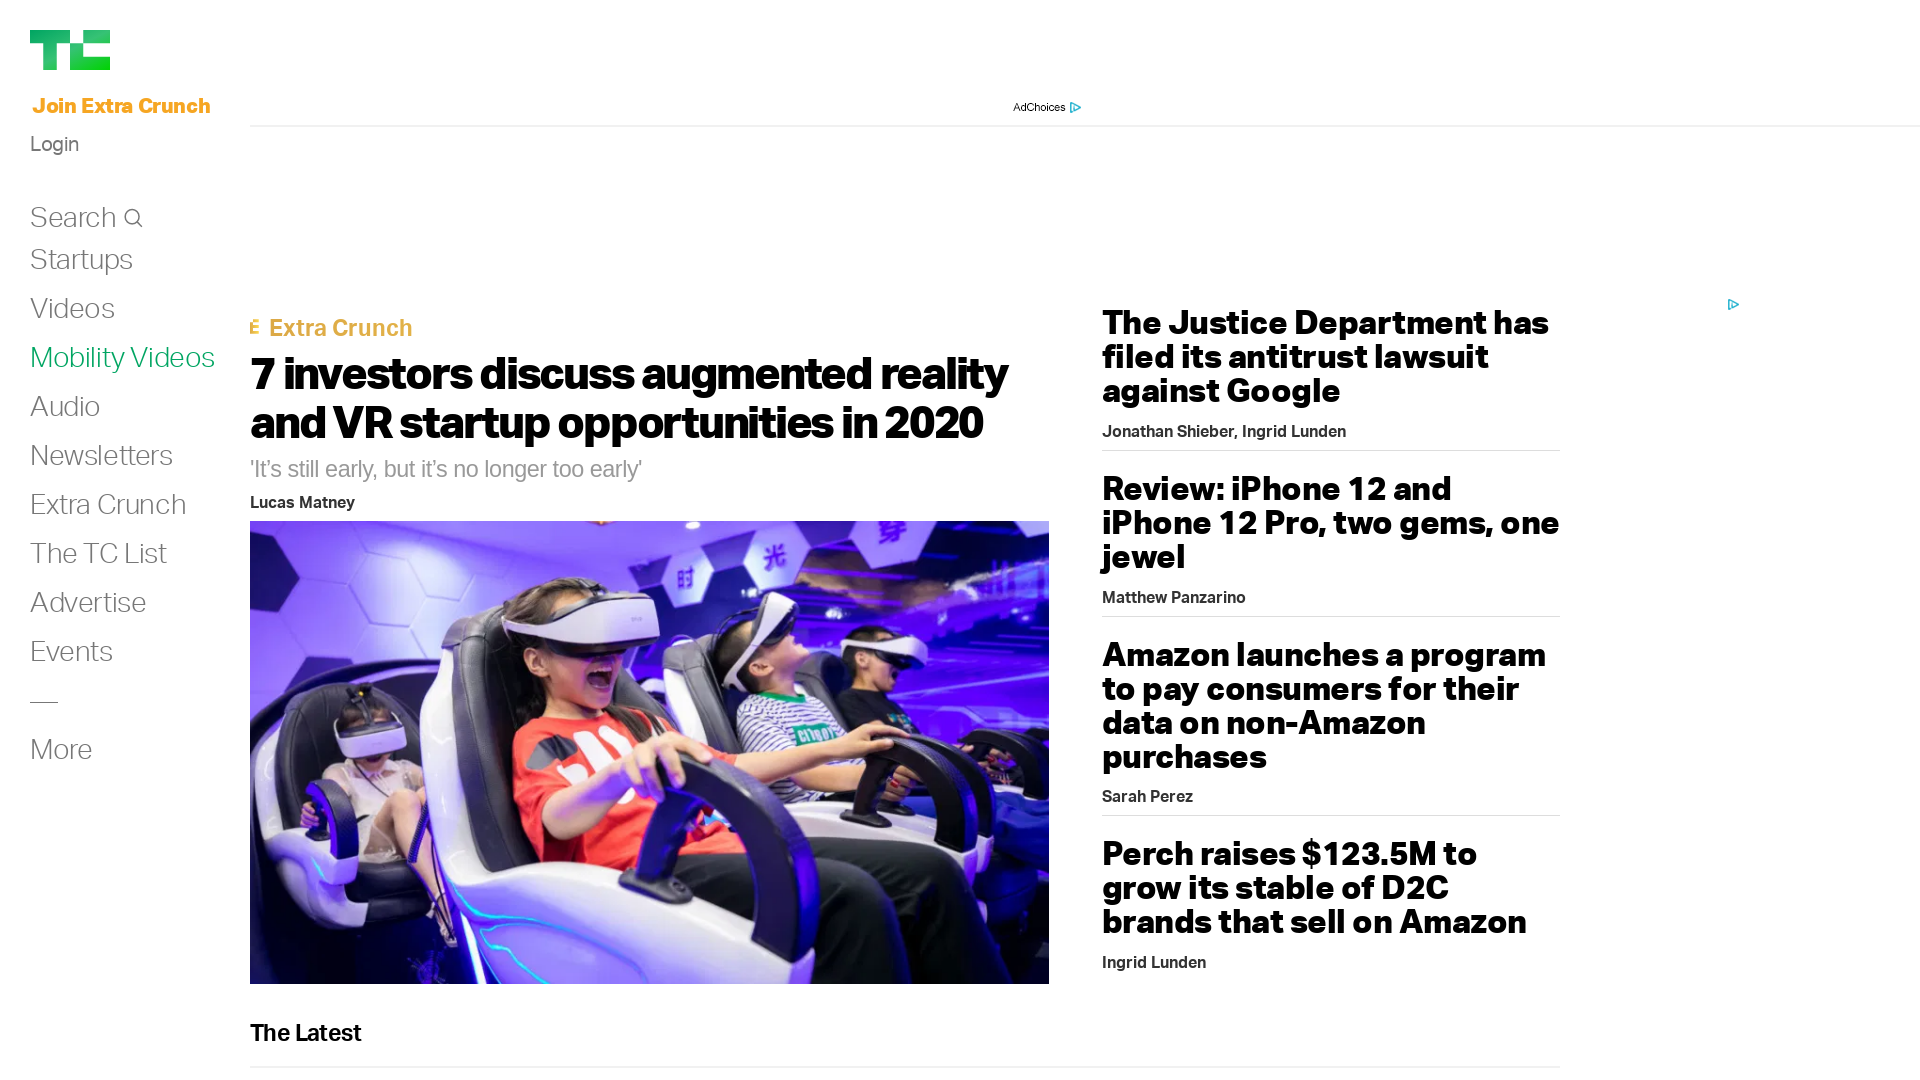 TC
Join Extra Crunch
Login
Search
Startups
Videos
Mobility Videos
Audio
Newsletters
Extra Crunch
The TC List
Advertise
Events
More
AdChoices
Extra Crunch
7 investors discuss augmented reality
and VR startup opportunities in 2020
'It’s still early, but it’s no longer too early'
Lucas Matney
时
光
穿
The Justice Department has
filed its antitrust lawsuit
against Google
Jonathan Shieber, Ingrid Lunden
Review: iPhone 12 and
iPhone 12 Pro, two gems, one
jewel
Matthew Panzarino
Amazon launches a program
to pay consumers for their
data on non-Amazon
purchases
Sarah Perez
Perch raises $123.5M to
grow its stable of D2C
brands that sell on Amazon
Ingrid Lunden
The Latest